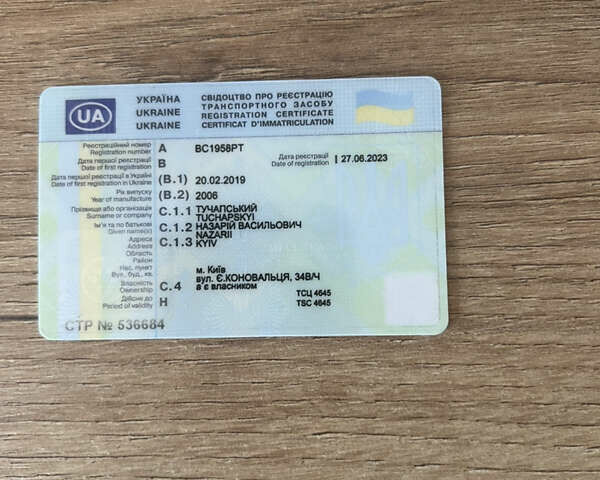 UA
УКРАЇНА
UKRAINE
UKRAINE
СВІДОЦТВО ПРО РЕЄСТРАЦІЮ
ТРАНСПОРТНОГО ЗАСОБУ
REGISTRATION CERTIFICATE
CERTIFICAT D'IMMATRICULATION
Реєстраційний номер
Registration number
A BC1958PT
Дата першої реєстрації
Date of first registration
B
Дата реєстрації
Date of registration
27.06.2023
Дата першої реєстрації в Україні
Date of first registration in Ukraine
(B.1) 20.02.2019
Рік випуску
Year of manufacture
(B.2) 2006
Прізвище або організація
Surname or company
C.1.1 ТУЧАПСЬКИЙ
TUCHAPSKYI
Ім'я та по батькові
Given name(s)
C.1.2 НАЗАРІЙ ВАСИЛЬОВИЧ
NAZARII
Адреса
Address
C.1.3 KYIV
Область
Район
Нас. пункт
м. Київ
Вул., буд., кв.
вул. Є.КОНОВАЛЬЦЯ, 34В/Ч
Власність
Ownership
C.4 в є власником
Дійсне до
Period of validity
H
ТСЦ 4645
TSC 4645
СТР № 536684